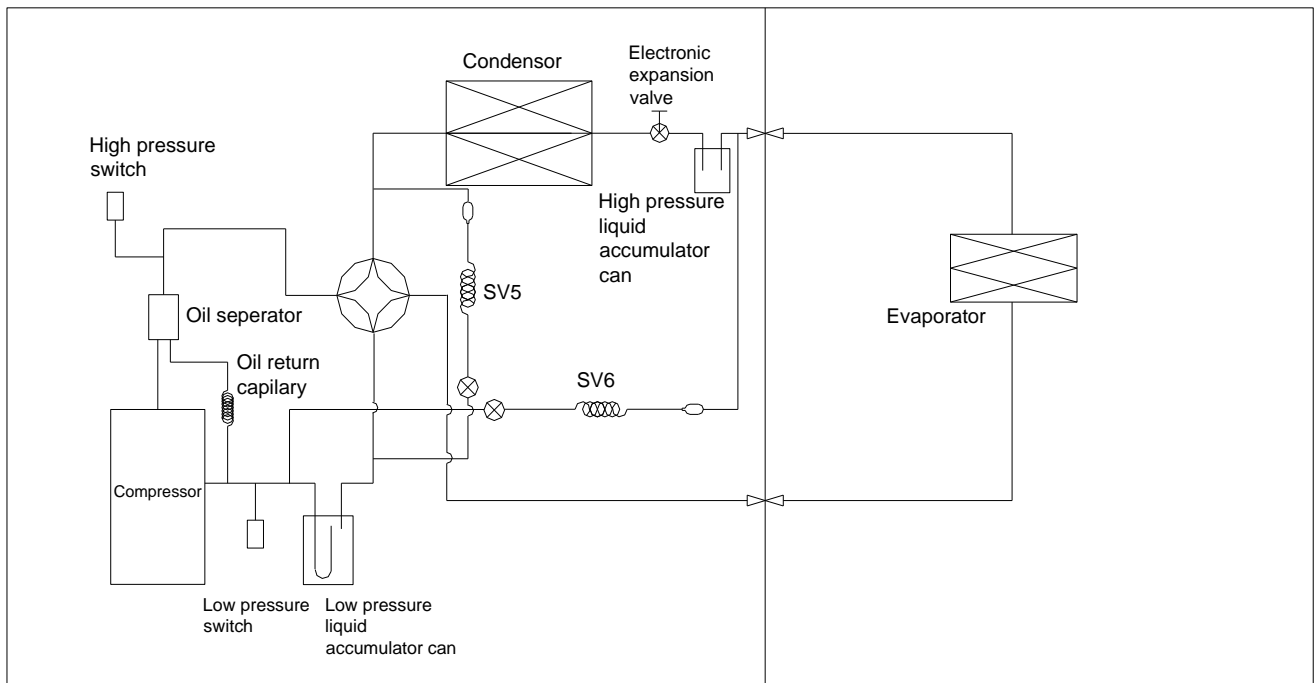 Condensor
Electronic
expansion
valve
High pressure
switch
High pressure
liquid
accumulator
can
SV5
Oil seperator
Evaporator
Oil return
capilary
SV6
Compressor
Low pressure
switch
Low pressure
liquid
accumulator can